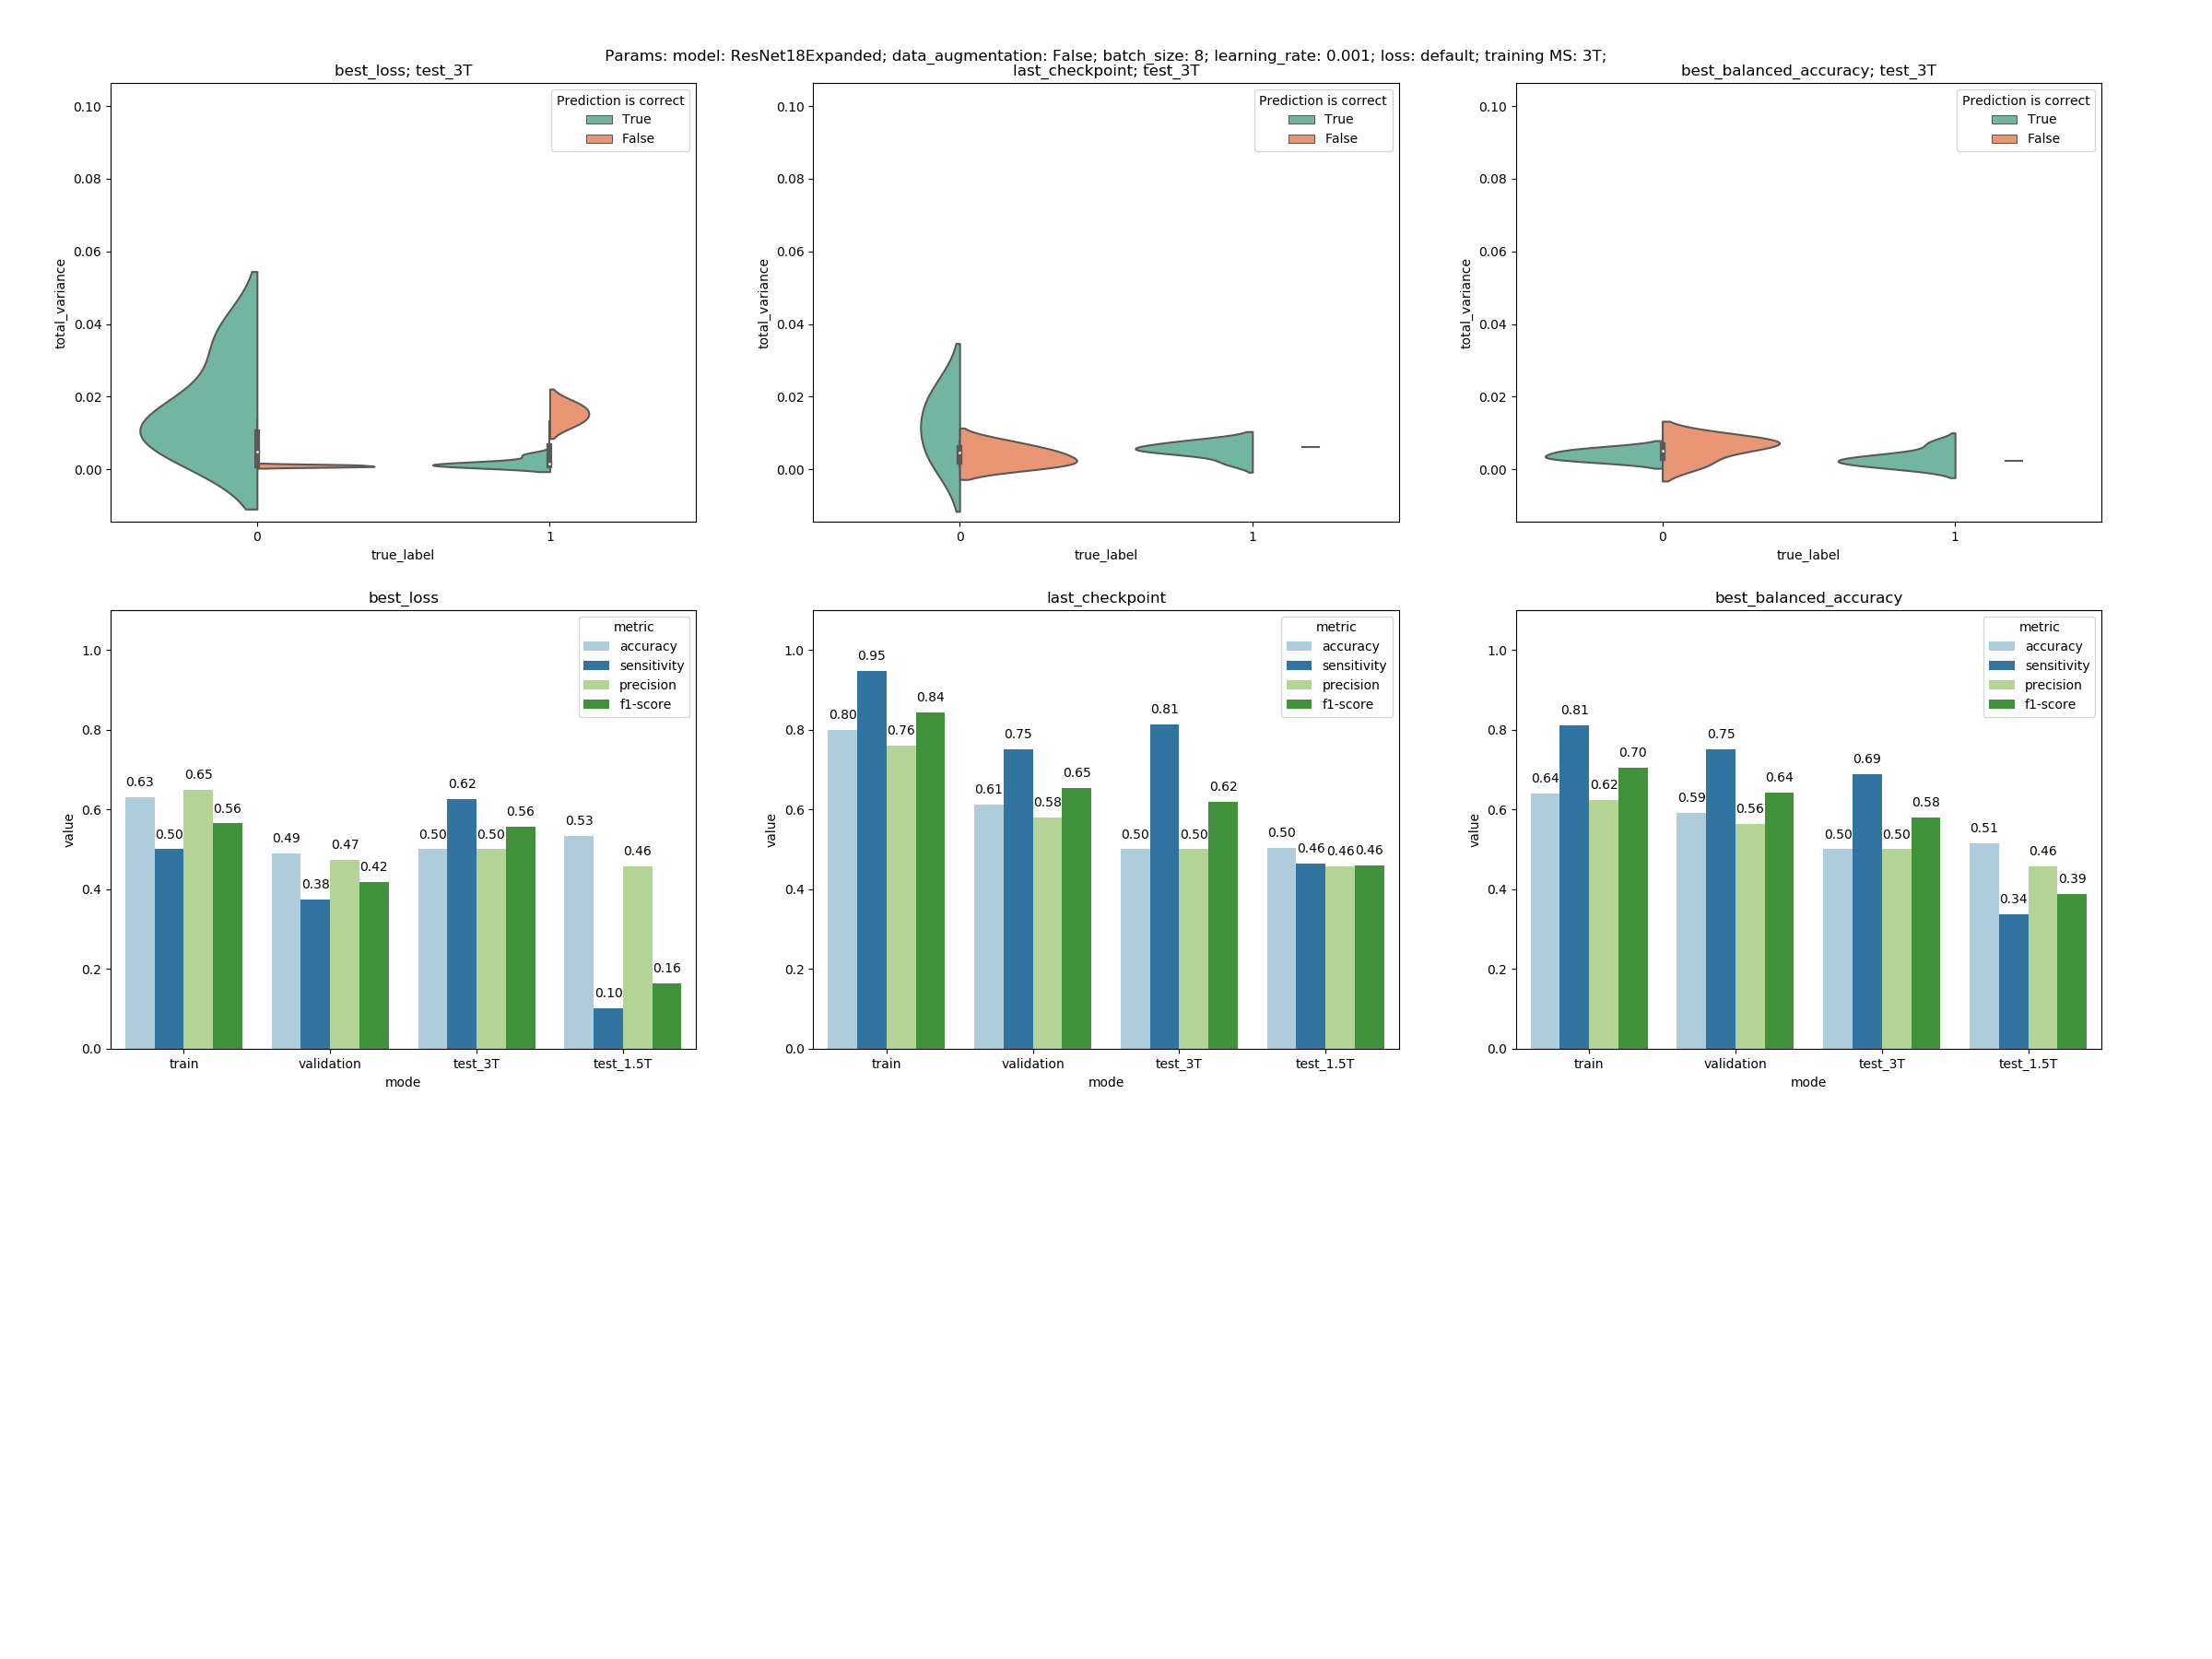 Params: model: ResNet18Expanded; data_augmentation: False; batch_size: 8; learning_rate: 0.001; loss: default; training MS: 3T;
best_loss; test_3T
total_variance
0.10
0.08
0.06
0.04
0.02
0.00
Prediction is correct
True
False
0 1
true_label
last_checkpoint; test_3T
total_variance
0.10
0.08
0.06
0.04
0.02
0.00
Prediction is correct
True
False
0 1
true_label
best_balanced_accuracy; test_3T
total_variance
0.10
0.08
0.06
0.04
0.02
0.00
Prediction is correct
True
False
0 1
true_label
best_loss
value
1.0
0.8
0.6
0.4
0.2
0.0
metric
accuracy
sensitivity
precision
f1-score
0.63 0.50 0.65 0.56
0.49 0.38 0.47 0.42
0.50 0.62 0.50 0.56
0.53 0.10 0.46 0.16
train validation test_3T test_1.5T
mode
last_checkpoint
value
1.0
0.8
0.6
0.4
0.2
0.0
metric
accuracy
sensitivity
precision
f1-score
0.80 0.95 0.76 0.84
0.61 0.75 0.58 0.65
0.50 0.81 0.50 0.62
0.50 0.46 0.46 0.46
train validation test_3T test_1.5T
mode
best_balanced_accuracy
value
1.0
0.8
0.6
0.4
0.2
0.0
metric
accuracy
sensitivity
precision
f1-score
0.64 0.81 0.62 0.70
0.59 0.75 0.56 0.64
0.50 0.69 0.50 0.58
0.51 0.34 0.46 0.39
train validation test_3T test_1.5T
mode